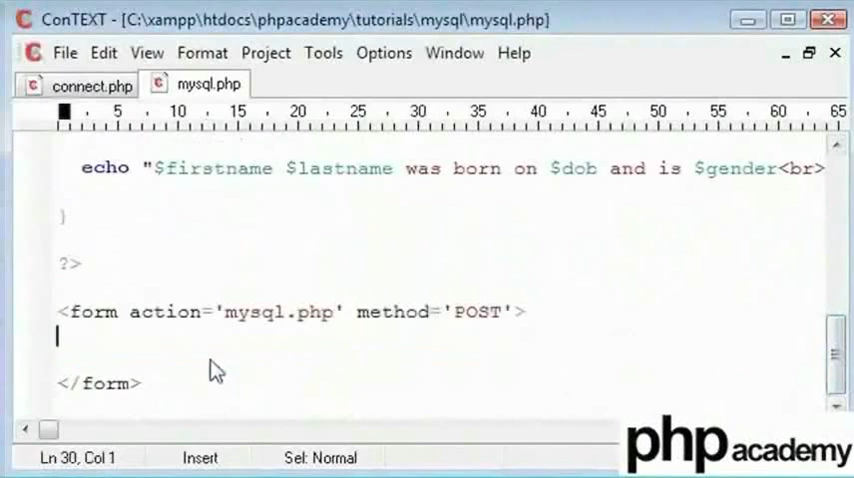 ConTEXT - [C:\xampp\htdocs\phpacademy\tutorials\mysql\mysql.php]
File Edit View Format Project Tools Options Window Help
connect.php mysql.php
5 10 15 20 25 30 35 40 45 50 55 60 65
echo "$firstname $lastname was born on $dob and is $gender<br>
}
?>
<form action='mysql.php' method='POST'>
</form>
Ln 30, Col 1 Insert Sel: Normal
php academy